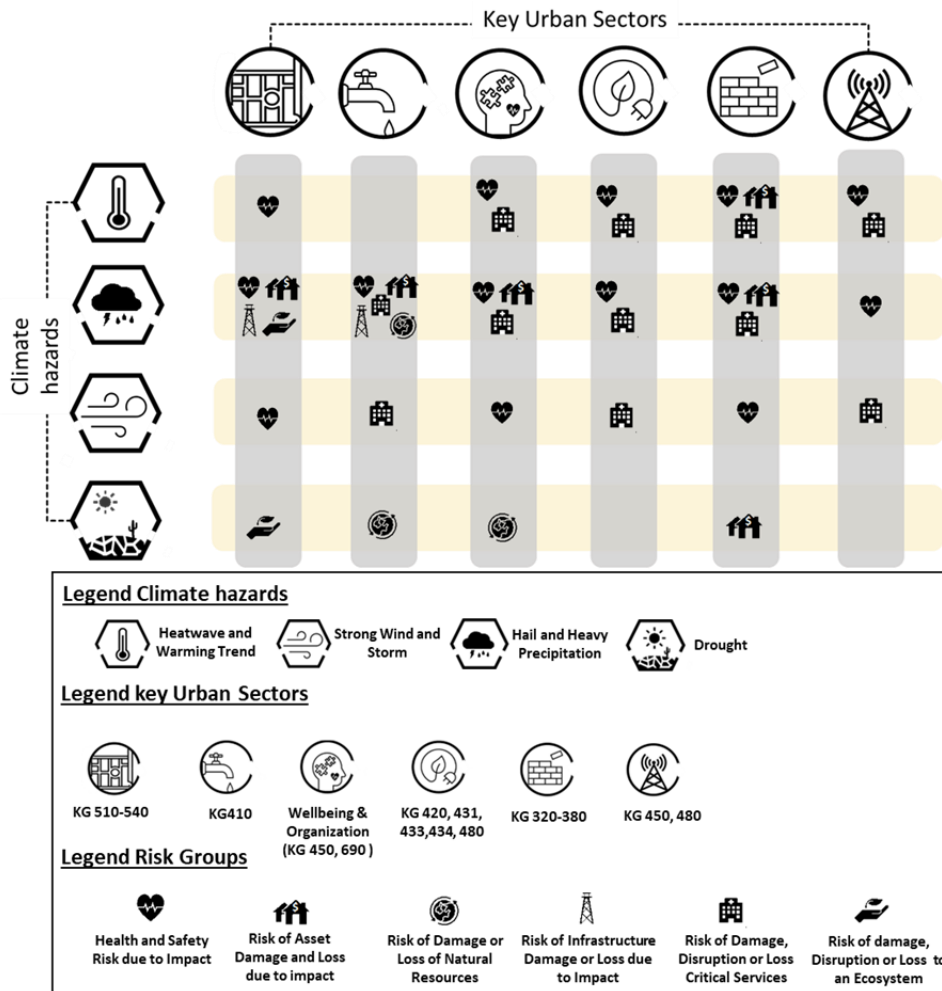 Key Urban Sectors
Climate
hazards
Legend Climate hazards
Heatwave and
Warming Trend
Strong Wind and
Storm
Hail and Heavy
Precipitation
Drought
Legend key Urban Sectors
KG 510-540
KG410
Wellbeing &
Organization
(KG 450, 690 )
KG 420, 431,
433,434, 480
KG 320-380
KG 450, 480
Legend Risk Groups
Health and Safety
Risk due to Impact
Risk of Asset
Damage and Loss
due to impact
Risk of Damage or
Loss of Natural
Resources
Risk of Infrastructure
Damage or Loss due
to Impact
Risk of Damage,
Disruption or Loss
Critical Services
Risk of damage,
Disruption or Loss to
an Ecosystem